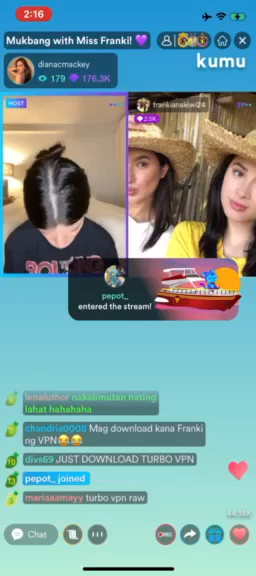 2:16
Mukbang with Miss Franki! 💜
kumu
dianacmackey
179 176.3K
HOST
frankianakiwi24
2.5K
pepot_
entered the stream!
lenaluthor nakalimutan nating
lahat hahahaha
chandria0008 Mag download kana Franki
ng VPN😂😂
divs69 JUST DOWNLOAD TURBO VPN
pepot_ joined
marisaamayy turbo vpn raw
Chat
REC